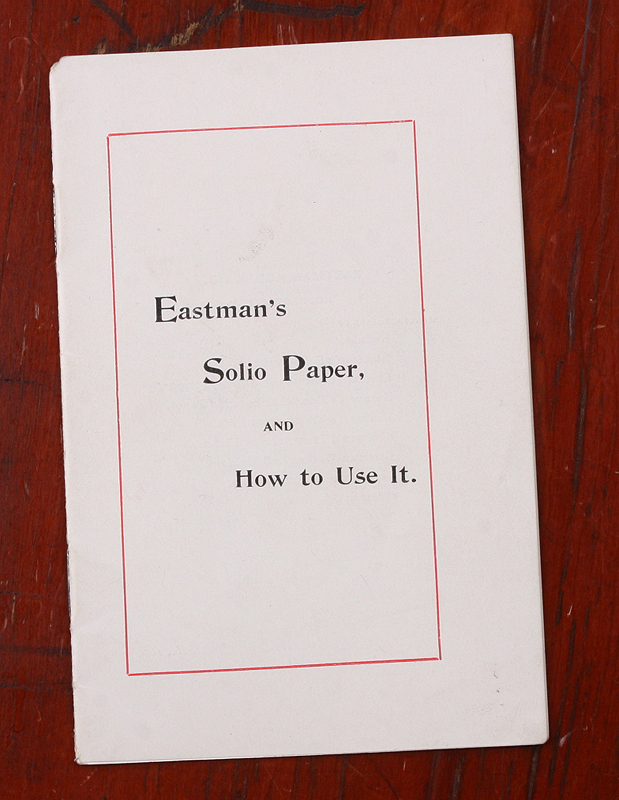 Eastman's
Solio Paper,
AND
How to Use It.